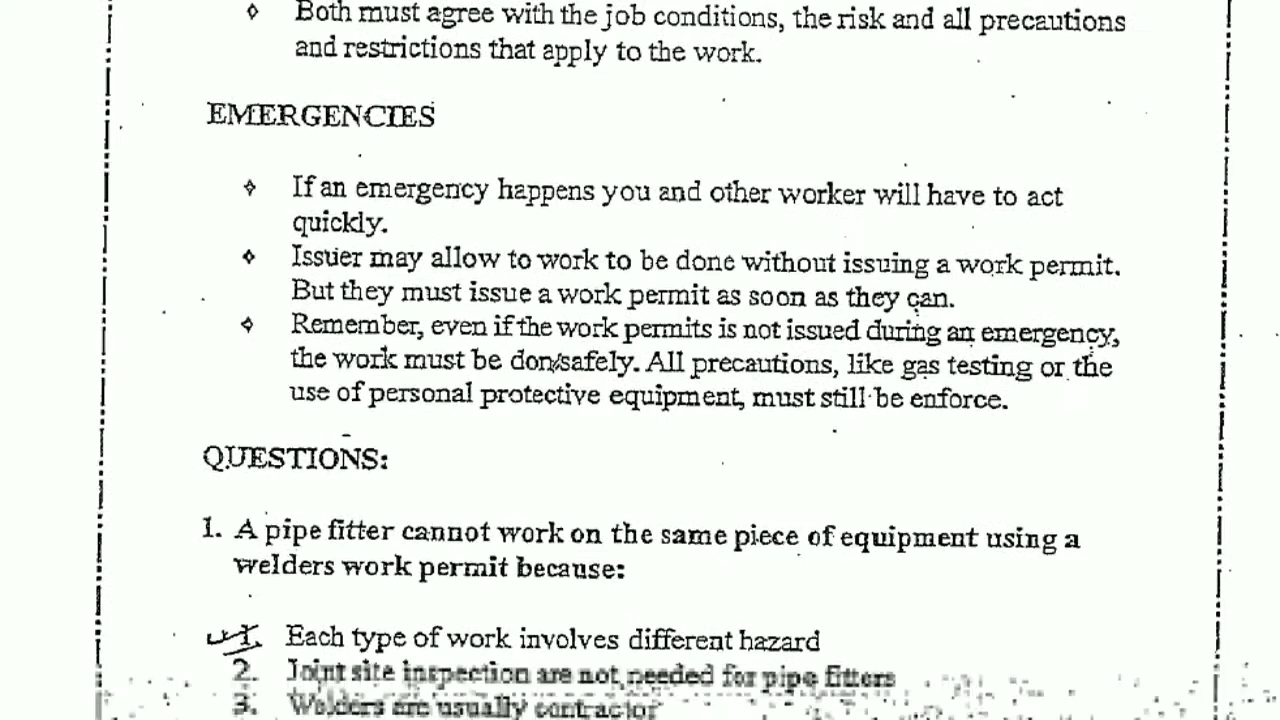 ◊ Both must agree with the job conditions, the risk and all precautions
and restrictions that apply to the work.
EMERGENCIES
◊ If an emergency happens you and other worker will have to act
quickly.
◊ Issuer may allow to work to be done without issuing a work permit.
But they must issue a work permit as soon as they can.
◊ Remember, even if the work permits is not issued during an emergency,
the work must be don safely. All precautions, like gas testing or the
use of personal protective equipment, must still be enforce.
QUESTIONS:
1. A pipe fitter cannot work on the same piece of equipment using a
welders work permit because:
1. Each type of work involves different hazard
2. Joint site inspection are not needed for pipe fitters
3. Welders are usually contractor